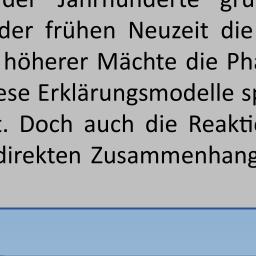 der Jahrhunderte gru
der frühen Neuzeit die
höherer Mächte die Pha
ese Erklärungsmodelle sp
t. Doch auch die Reakti
direkten Zusammenhang